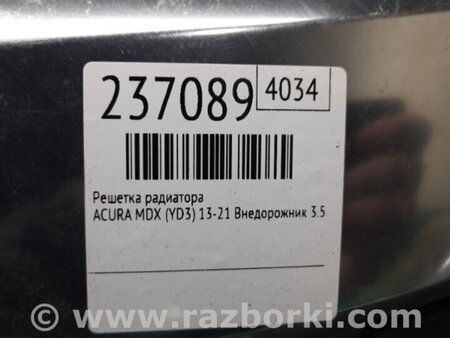 237089 4034
Решетка радиатора
ACURA MDX (YD3) 13-21 Внедорожник 3.5
www.razborki.com